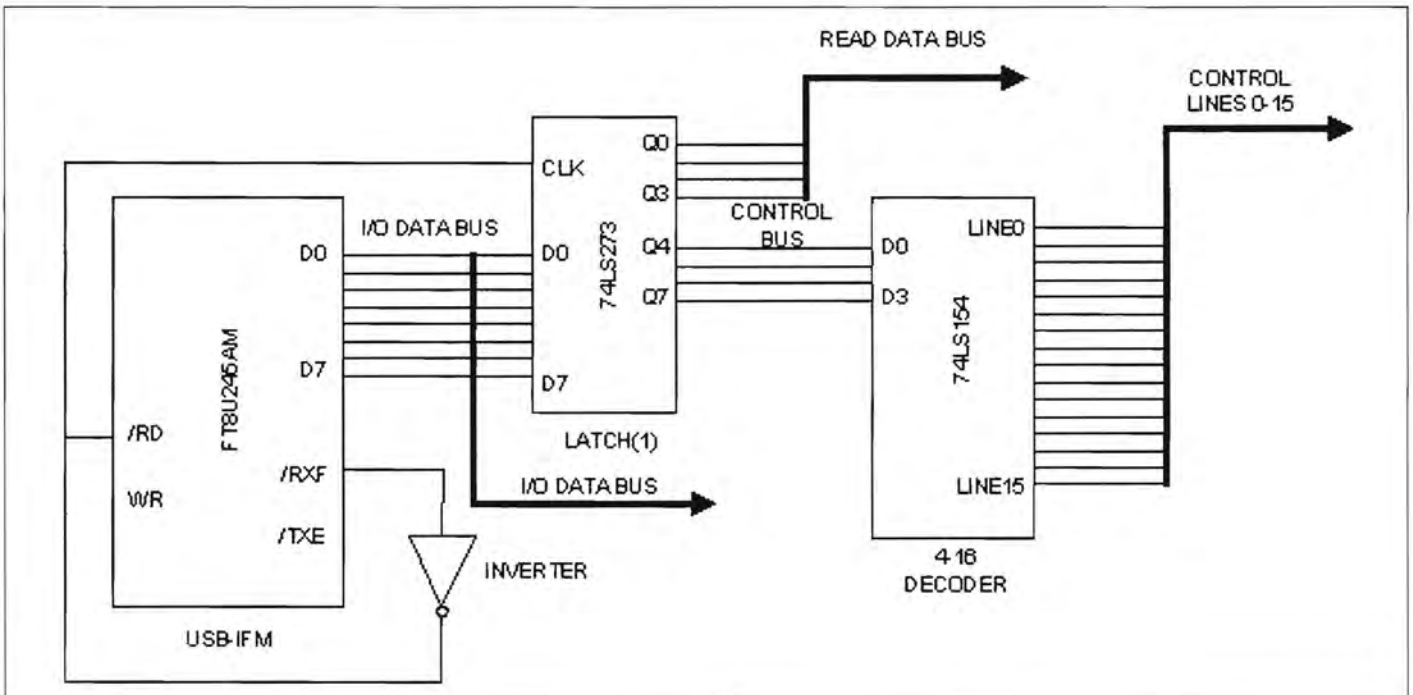 READ DATA BUS
CONTROL
LINES 0-15
CLK
Q0
Q3
CONTROL
BUS
I/O DATA BUS
D0
D0
Q4
D0
LINE0
Q7
D3
74LS273
74LS154
FT8U245AM
D7
D7
/RD
LATCH(1)
/RXF
I/O DATA BUS
LINE15
WR
/TXE
INVERTER
4-16
DECODER
USB-IFM